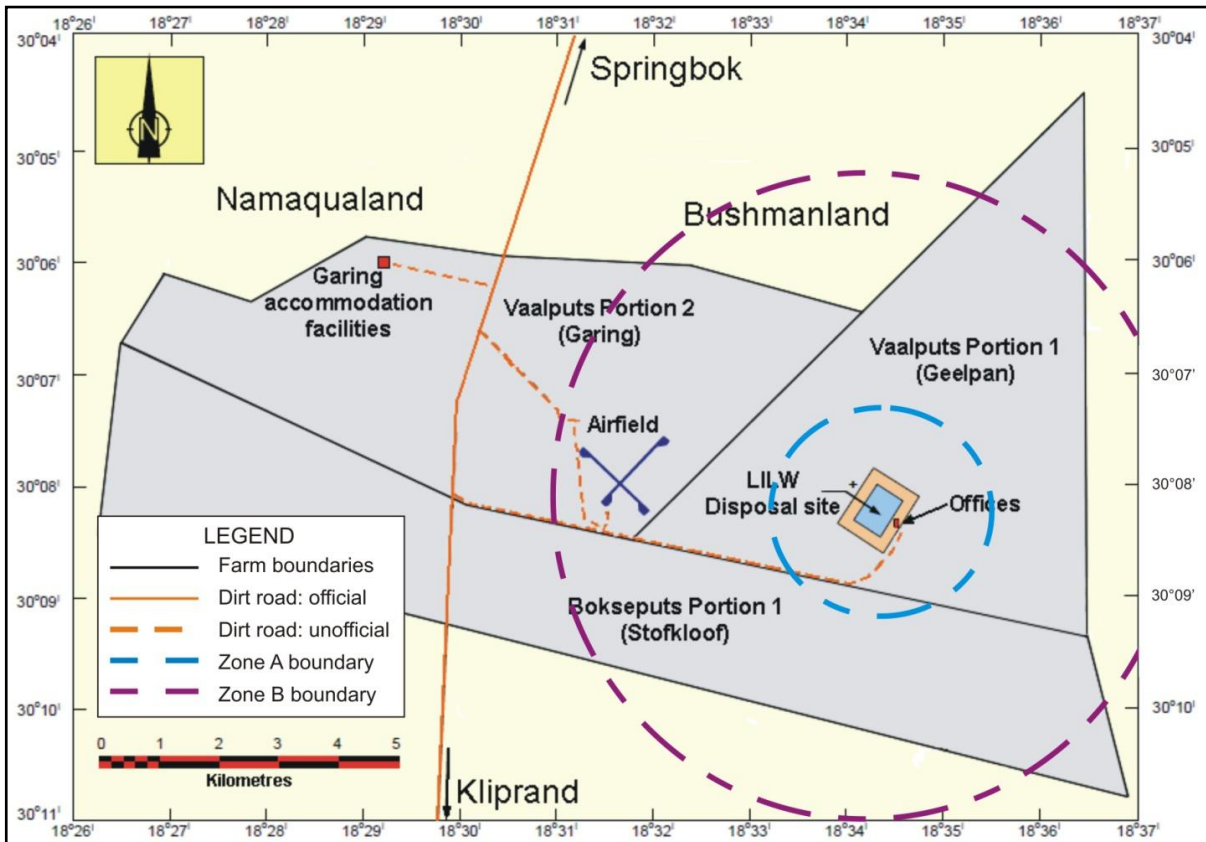 18°26' 18°27' 18°28' 18°29' 18°30' 18°31' 18°32' 18°33' 18°34' 18°35' 18°36' 18°37'
30°04' 30°04'
Springbok
N
30°05' 30°05'
Namaqualand
Bushmanland
30°06' 30°06'
Garing
accommodation
facilities
Vaalputs Portion 2
(Garing)
Vaalputs Portion 1
(Geelpan)
30°07' 30°07'
Airfield
30°08' 30°08'
LILW
Disposal site
Offices
+
LEGEND
Farm boundaries
Dirt road: official
Dirt road: unofficial
Zone A boundary
Zone B boundary
30°09' 30°09'
Bokseputs Portion 1
(Stofkloof)
30°10' 30°10'
0 1 2 3 4 5
Kilometres
Kliprand
30°11' 30°11'
18°26' 18°27' 18°28' 18°29' 18°30' 18°31' 18°32' 18°33' 18°34' 18°35' 18°36' 18°37'